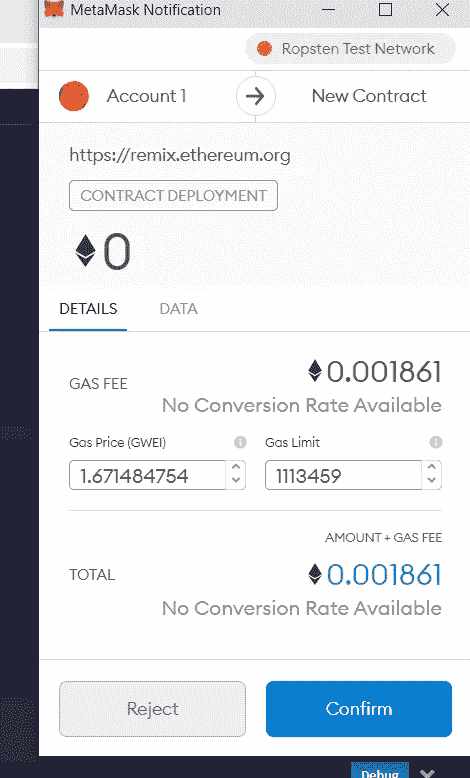 MetaMask Notification
Ropsten Test Network
Account 1
New Contract
https://remix.ethereum.org
CONTRACT DEPLOYMENT
0
DETAILS DATA
GAS FEE
0.001861
No Conversion Rate Available
Gas Price (GWEI) Gas Limit
1.671484754 1113459
AMOUNT + GAS FEE
TOTAL
0.001861
No Conversion Rate Available
Reject Confirm
Debug